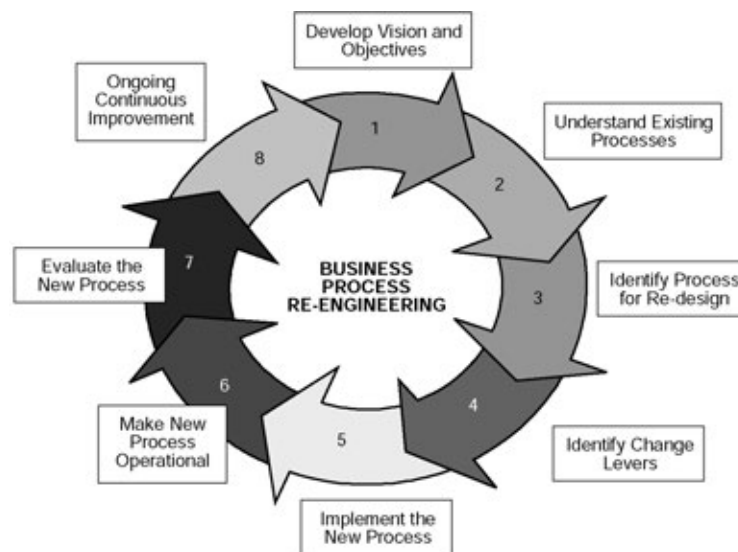 Develop Vision and
Objectives
1
Understand Existing
Processes
2
Identify Process
for Re-design
3
Identify Change
Levers
4
Implement the
New Process
5
Make New
Process
Operational
6
Evaluate the
New Process
7
Ongoing
Continuous
Improvement
8
BUSINESS
PROCESS
RE-ENGINEERING